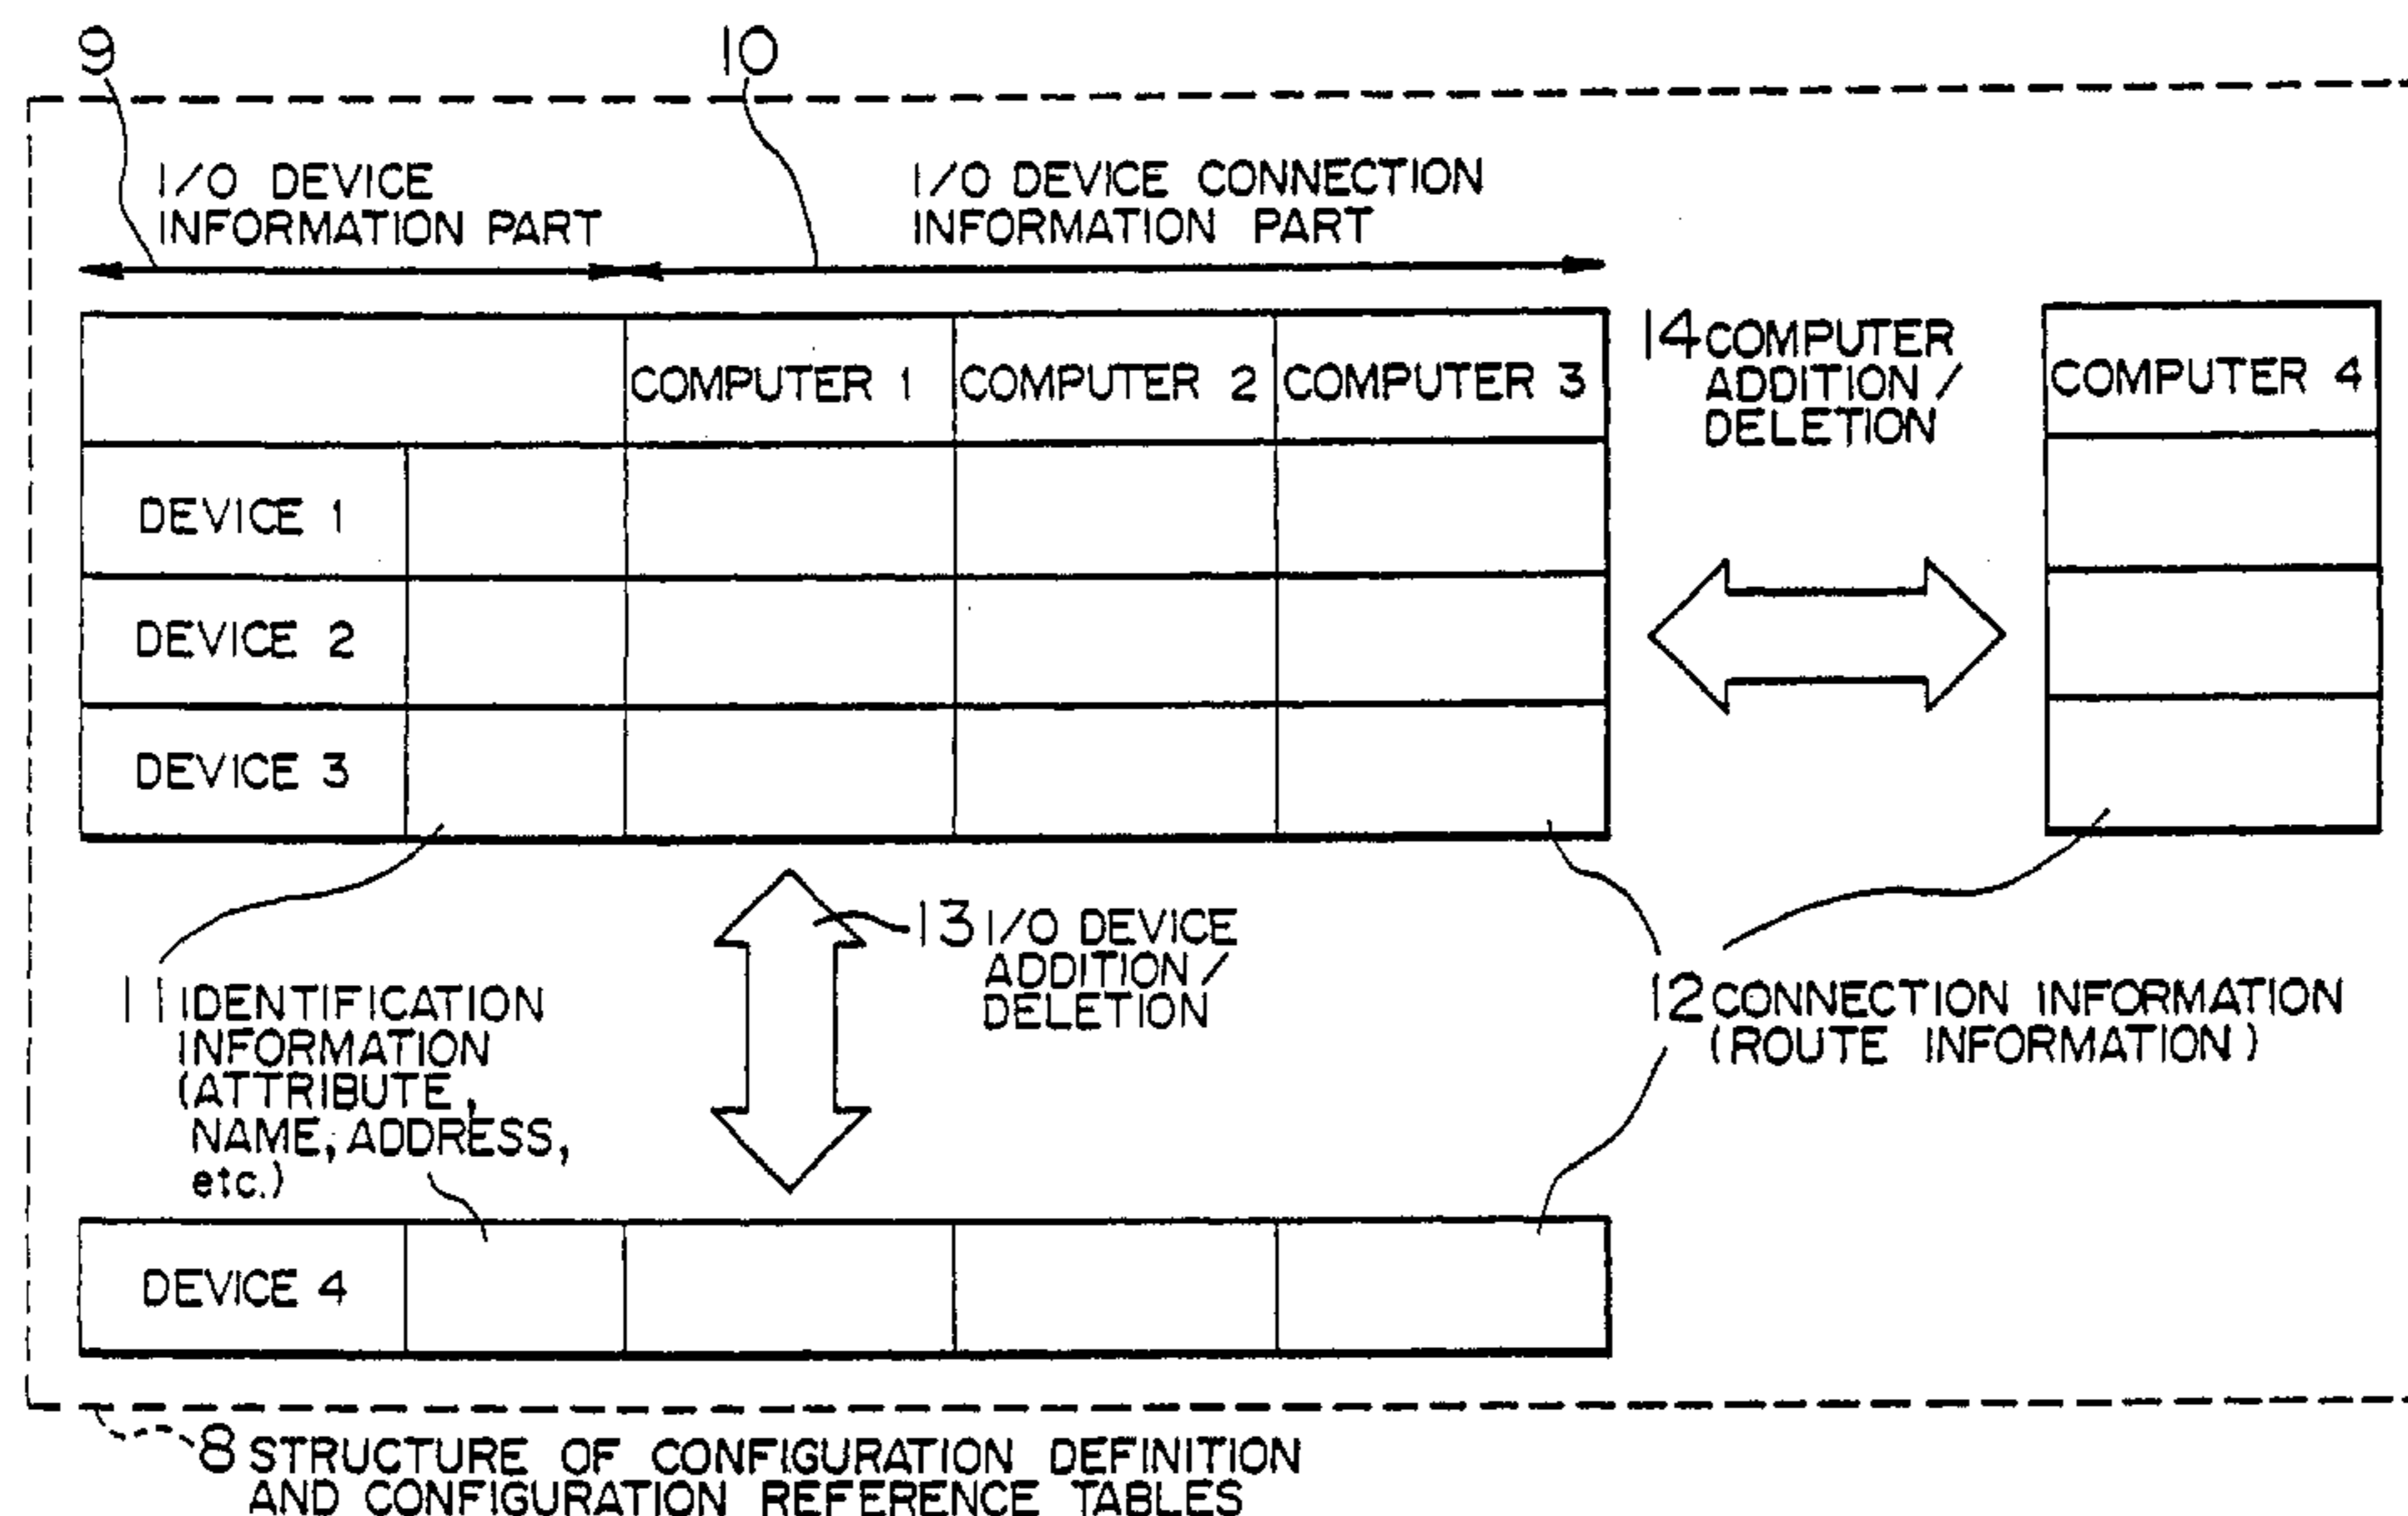 9
10
I/O DEVICE
INFORMATION PART
I/O DEVICE CONNECTION
INFORMATION PART
COMPUTER 1
COMPUTER 2
COMPUTER 3
14 COMPUTER
ADDITION /
DELETION
COMPUTER 4
DEVICE 1
DEVICE 2
DEVICE 3
13 I/O DEVICE
ADDITION /
DELETION
11 IDENTIFICATION
INFORMATION
(ATTRIBUTE,
NAME, ADDRESS,
etc.)
12 CONNECTION INFORMATION
(ROUTE INFORMATION)
DEVICE 4
8 STRUCTURE OF CONFIGURATION DEFINITION
AND CONFIGURATION REFERENCE TABLES